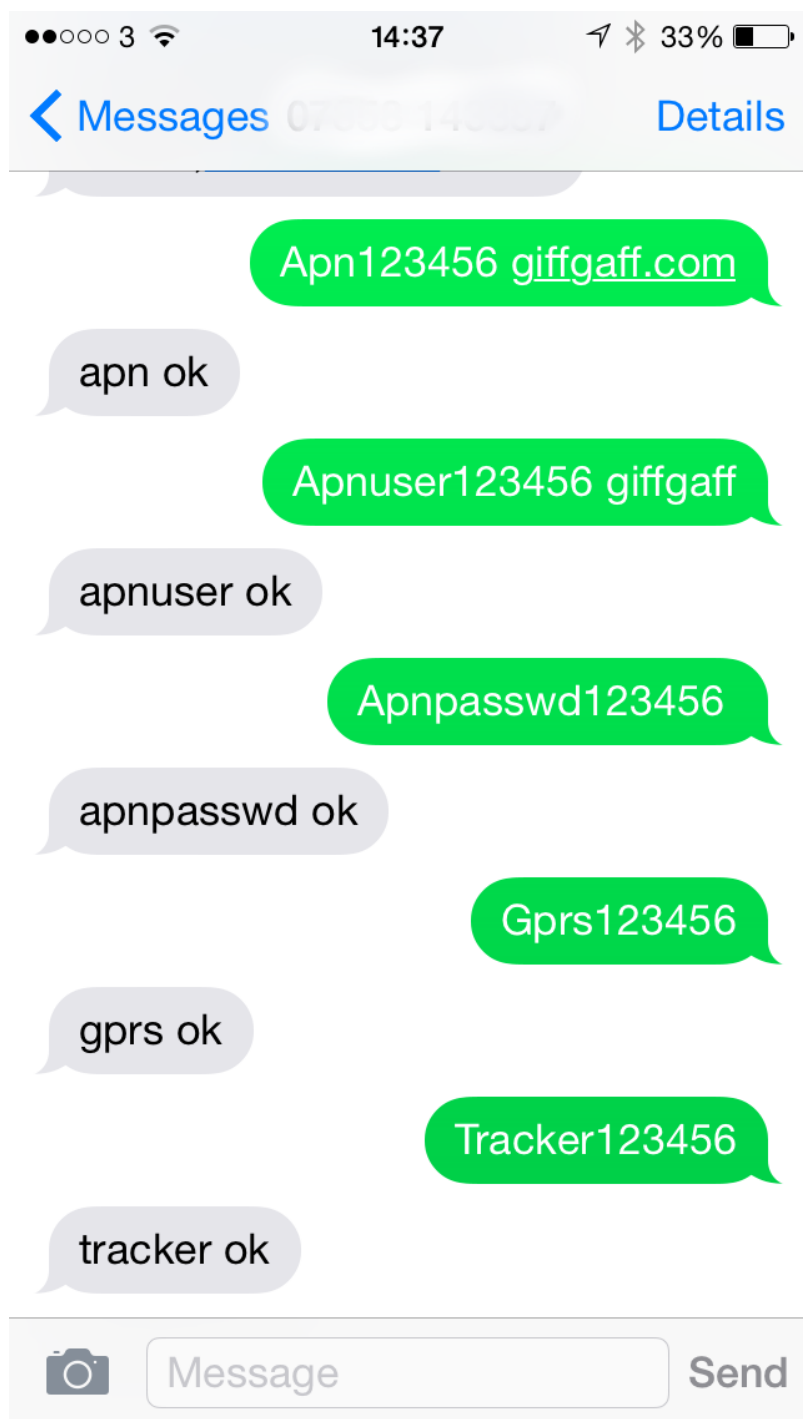 3 14:37 33%
Messages Details
Apn123456 giffgaff.com
apn ok
Apnuser123456 giffgaff
apnuser ok
Apnpasswd123456
apnpasswd ok
Gprs123456
gprs ok
Tracker123456
tracker ok
Message Send